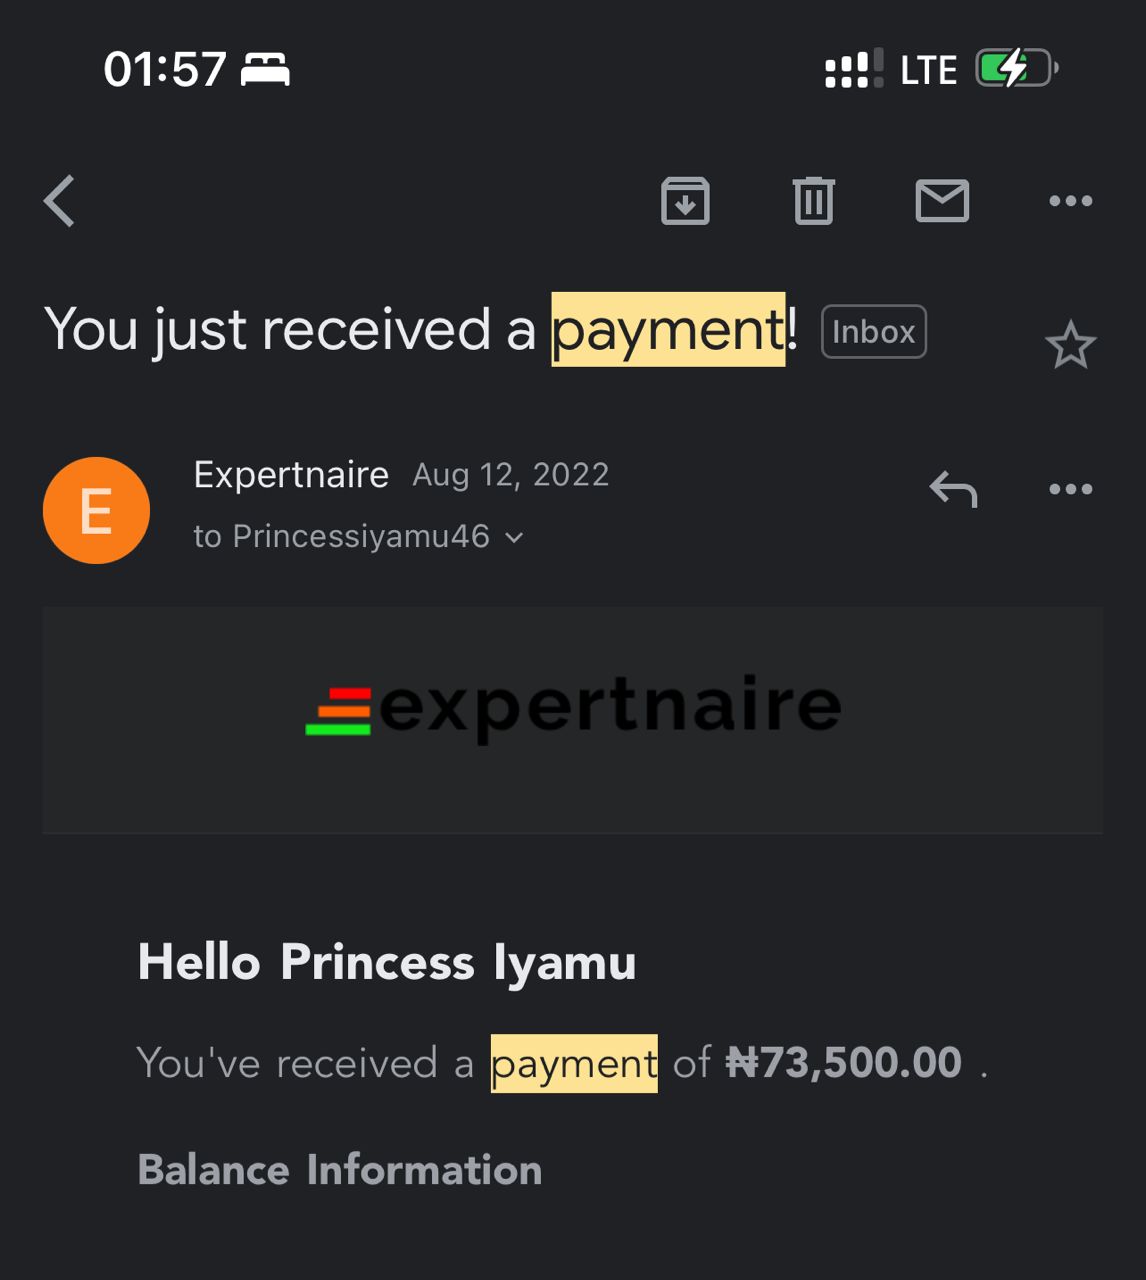 01:57 LTE
You just received a payment! Inbox
E
Expertnaire Aug 12, 2022
to Princessiyamu46
expertnaire
Hello Princess Iyamu
You've received a payment of ₦73,500.00 .
Balance Information